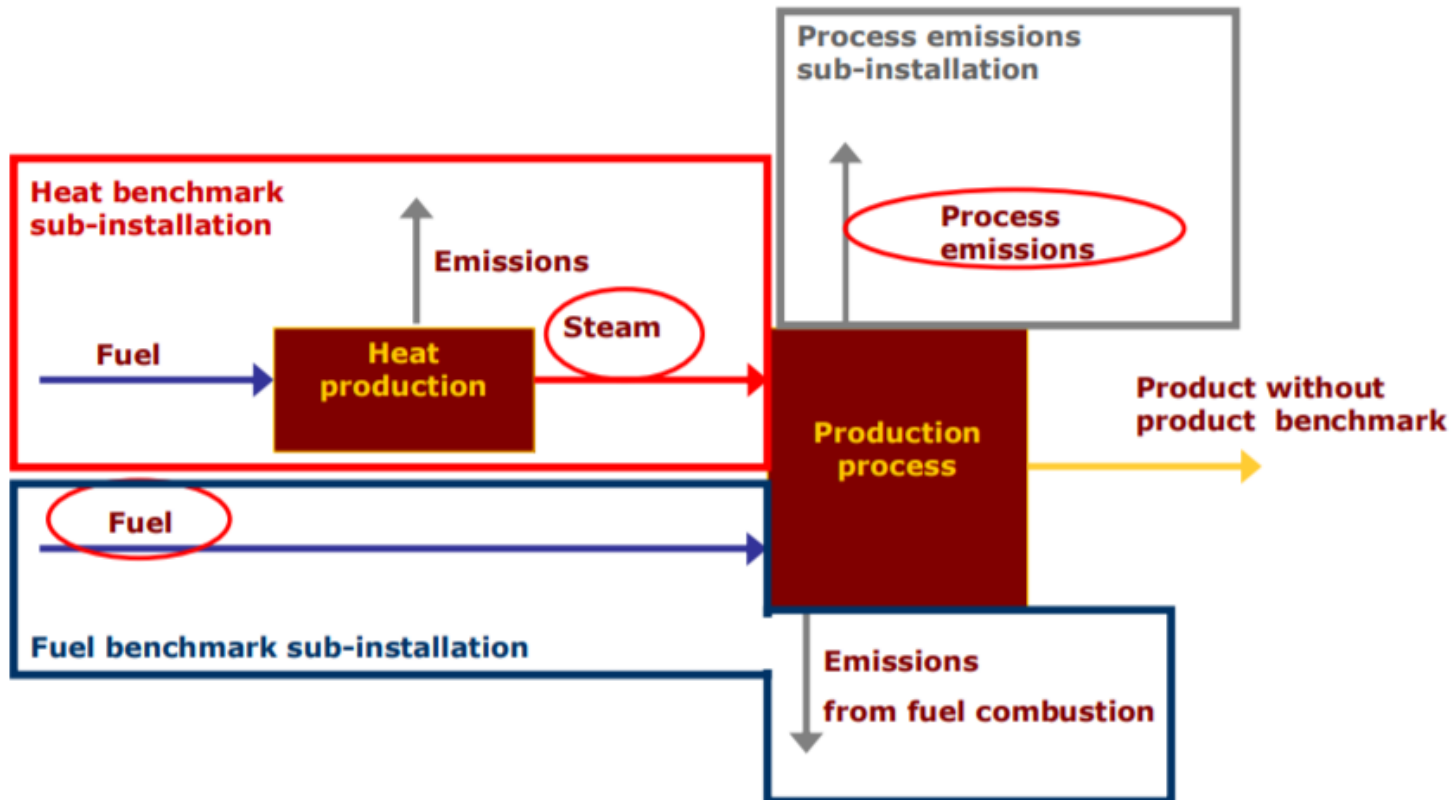 Process emissions
sub-installation
Heat benchmark
sub-installation
Process
emissions
Emissions
Steam
Fuel
Heat
production
Product without
product benchmark
Production
process
Fuel
Fuel benchmark sub-installation
Emissions
from fuel combustion